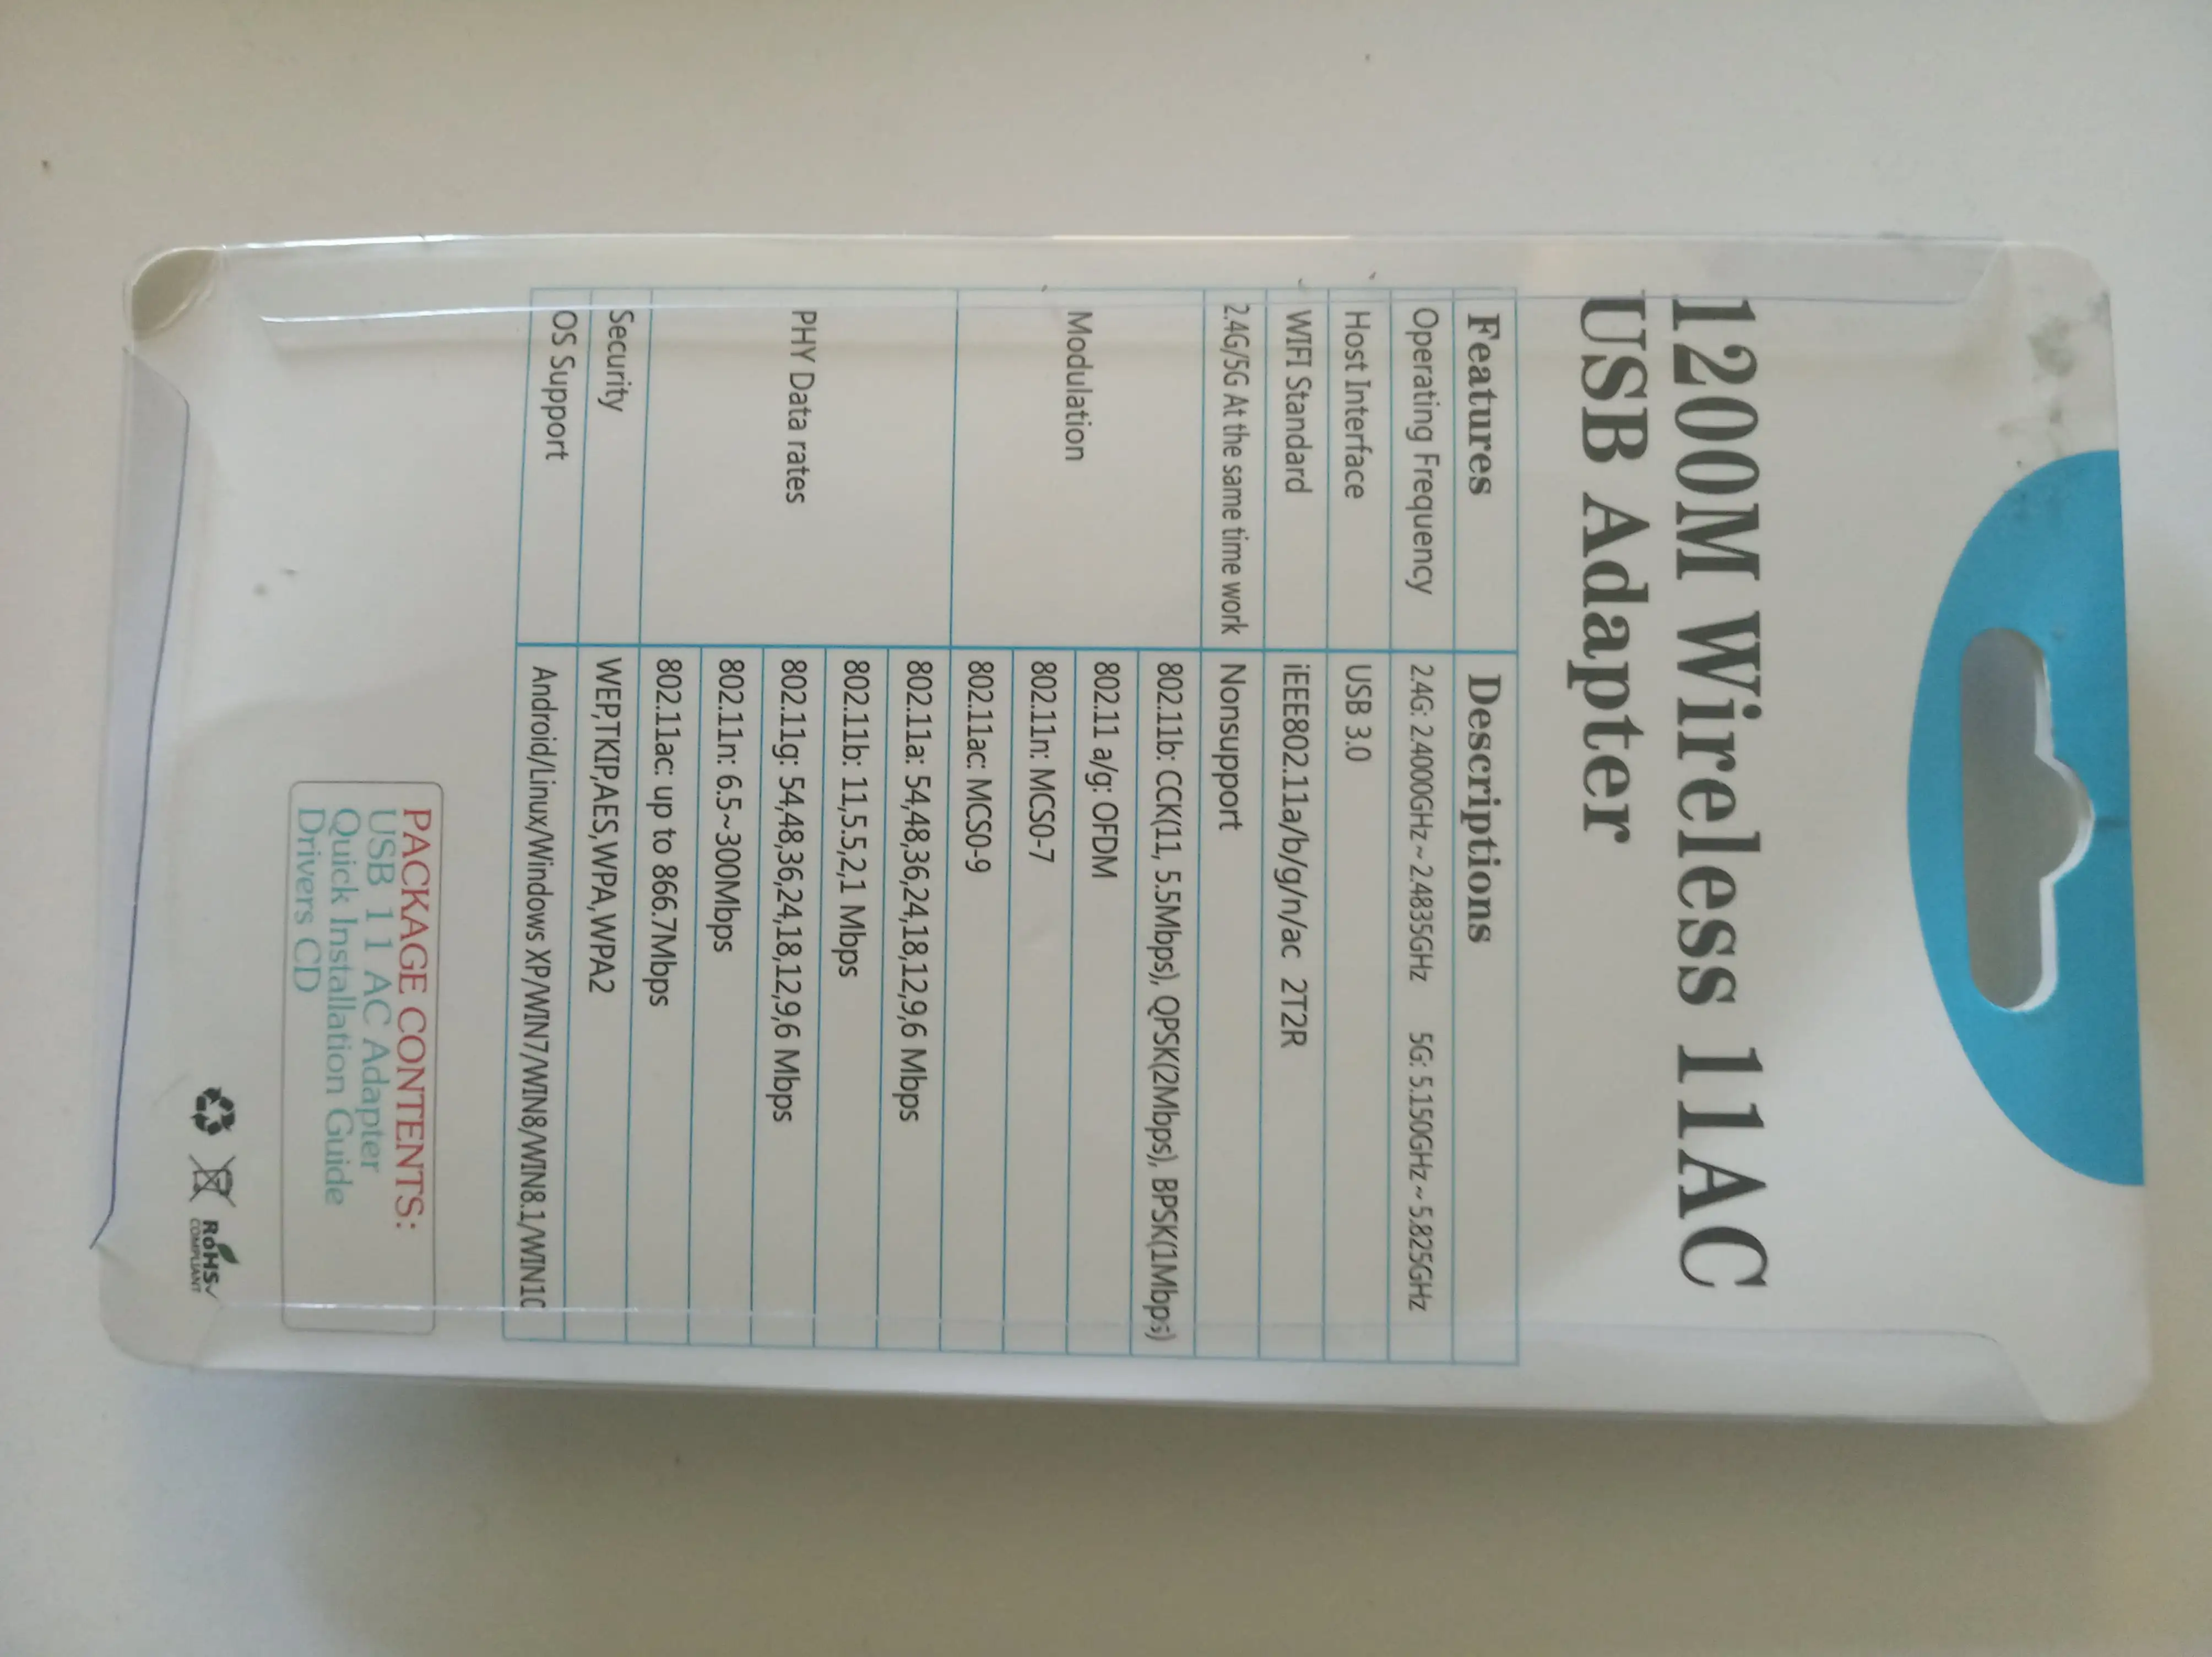 1200M Wireless 11AC
USB Adapter
Features Descriptions
Operating Frequency 2.4G: 2.4000GHz~2.4835GHz 5G: 5.150GHz~5.825GHz
Host Interface USB 3.0
WIFI Standard iEEE802.11a/b/g/n/ac 2T2R
2.4G/5G At the same time work Nonsupport
Modulation
802.11b: CCK(11, 5.5Mbps), QPSK(2Mbps), BPSK(1Mbps)
802.11 a/g: OFDM
802.11n: MCS0-7
802.11ac: MCS0-9
PHY Data rates
802.11a: 54,48,36,24,18,12,9,6 Mbps
802.11b: 11,5.5,2,1 Mbps
802.11g: 54,48,36,24,18,12,9,6 Mbps
802.11n: 6.5~300Mbps
802.11ac: up to 866.7Mbps
Security WEP,TKIP,AES,WPA,WPA2
OS Support Android/Linux/Windows XP/WIN7/WIN8/WIN8.1/WIN10
PACKAGE CONTENTS:
USB 11 AC Adapter
Quick Installation Guide
Drivers CD
RoHS
COMPLIANT